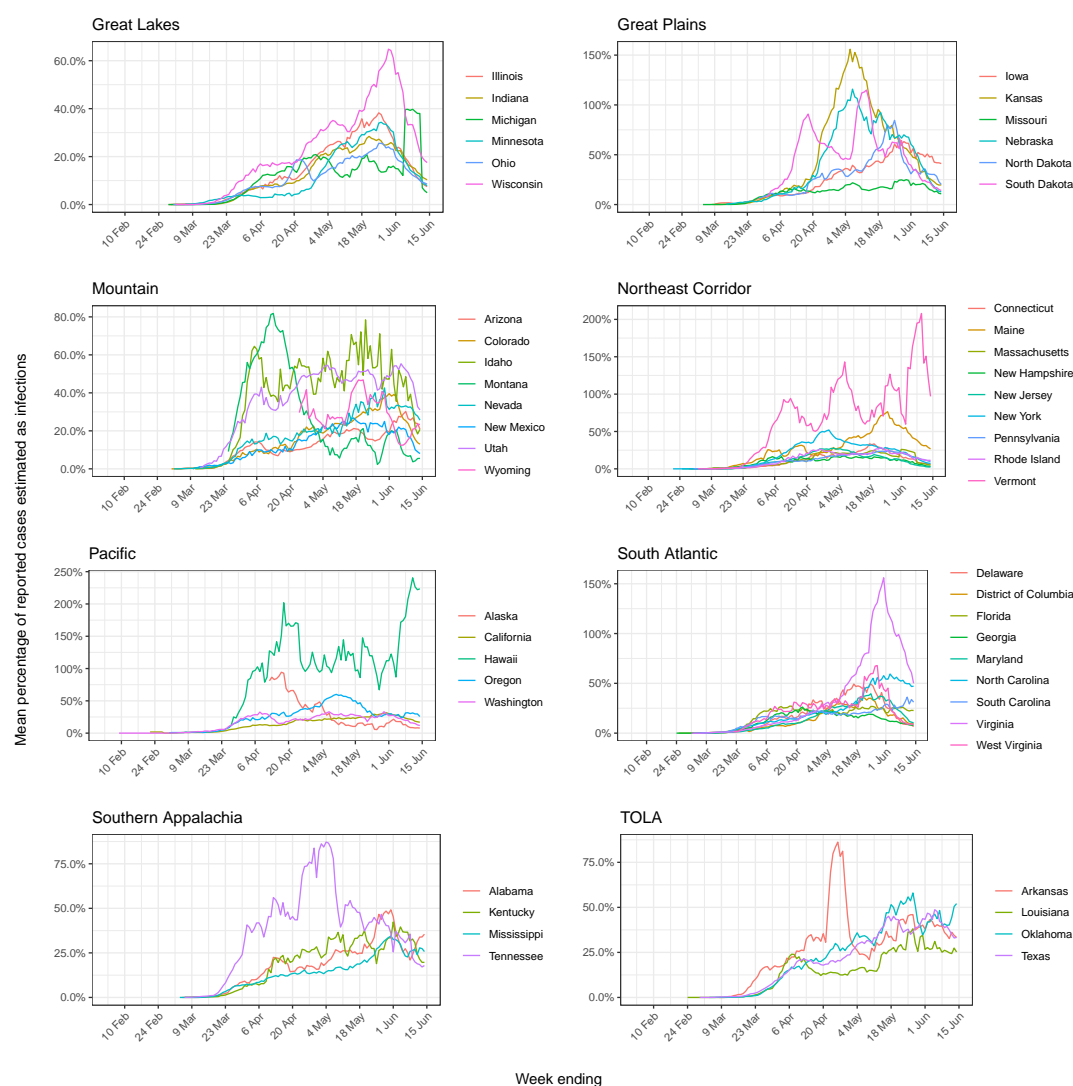 Great Lakes
60.0%
40.0%
20.0%
0.0%
10 Feb
24 Feb
9 Mar
23 Mar
6 Apr
20 Apr
4 May
18 May
1 Jun
15 Jun
Illinois
Indiana
Michigan
Minnesota
Ohio
Wisconsin
Great Plains
150%
100%
50%
0%
10 Feb
24 Feb
9 Mar
23 Mar
6 Apr
20 Apr
4 May
18 May
1 Jun
15 Jun
Iowa
Kansas
Missouri
Nebraska
North Dakota
South Dakota
Mountain
80.0%
60.0%
40.0%
20.0%
0.0%
10 Feb
24 Feb
9 Mar
23 Mar
6 Apr
20 Apr
4 May
18 May
1 Jun
15 Jun
Arizona
Colorado
Idaho
Montana
Nevada
New Mexico
Utah
Wyoming
Northeast Corridor
200%
150%
100%
50%
0%
10 Feb
24 Feb
9 Mar
23 Mar
6 Apr
20 Apr
4 May
18 May
1 Jun
15 Jun
Connecticut
Maine
Massachusetts
New Hampshire
New Jersey
New York
Pennsylvania
Rhode Island
Vermont
Mean percentage of reported cases estimated as infections
Pacific
250%
200%
150%
100%
50%
0%
10 Feb
24 Feb
9 Mar
23 Mar
6 Apr
20 Apr
4 May
18 May
1 Jun
15 Jun
Alaska
California
Hawaii
Oregon
Washington
South Atlantic
150%
100%
50%
0%
10 Feb
24 Feb
9 Mar
23 Mar
6 Apr
20 Apr
4 May
18 May
1 Jun
15 Jun
Delaware
District of Columbia
Florida
Georgia
Maryland
North Carolina
South Carolina
Virginia
West Virginia
Southern Appalachia
75.0%
50.0%
25.0%
0.0%
10 Feb
24 Feb
9 Mar
23 Mar
6 Apr
20 Apr
4 May
18 May
1 Jun
15 Jun
Alabama
Kentucky
Mississippi
Tennessee
TOLA
75.0%
50.0%
25.0%
0.0%
10 Feb
24 Feb
9 Mar
23 Mar
6 Apr
20 Apr
4 May
18 May
1 Jun
15 Jun
Arkansas
Louisiana
Oklahoma
Texas
Week ending